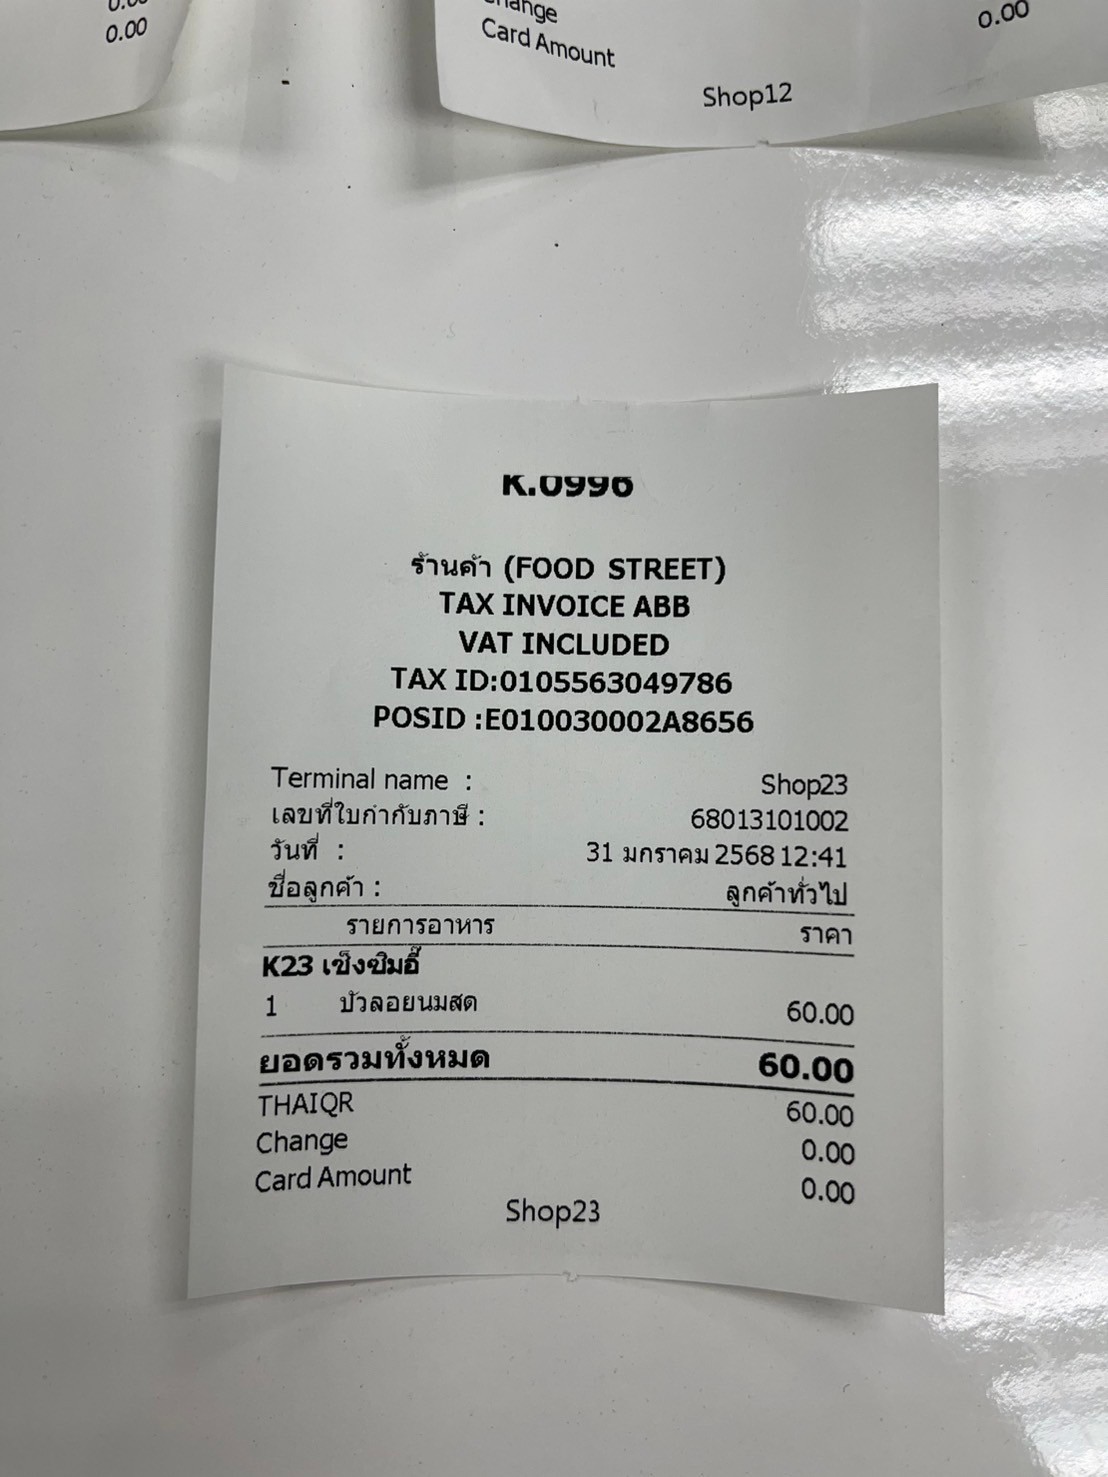 0.00
Change
0.00
Card Amount
Shop12
K.0996
ร้านค้า (FOOD STREET)
TAX INVOICE ABB
VAT INCLUDED
TAX ID:0105563049786
POSID :E010030002A8656
Terminal name : Shop23
เลขที่ใบกำกับภาษี : 68013101002
วันที่ : 31 มกราคม 2568 12:41
ชื่อลูกค้า : ลูกค้าทั่วไป
รายการอาหาร ราคา
K23 เช็งซิมอี๊
1 บัวลอยนมสด 60.00
ยอดรวมทั้งหมด 60.00
THAIQR 60.00
Change 0.00
Card Amount 0.00
Shop23